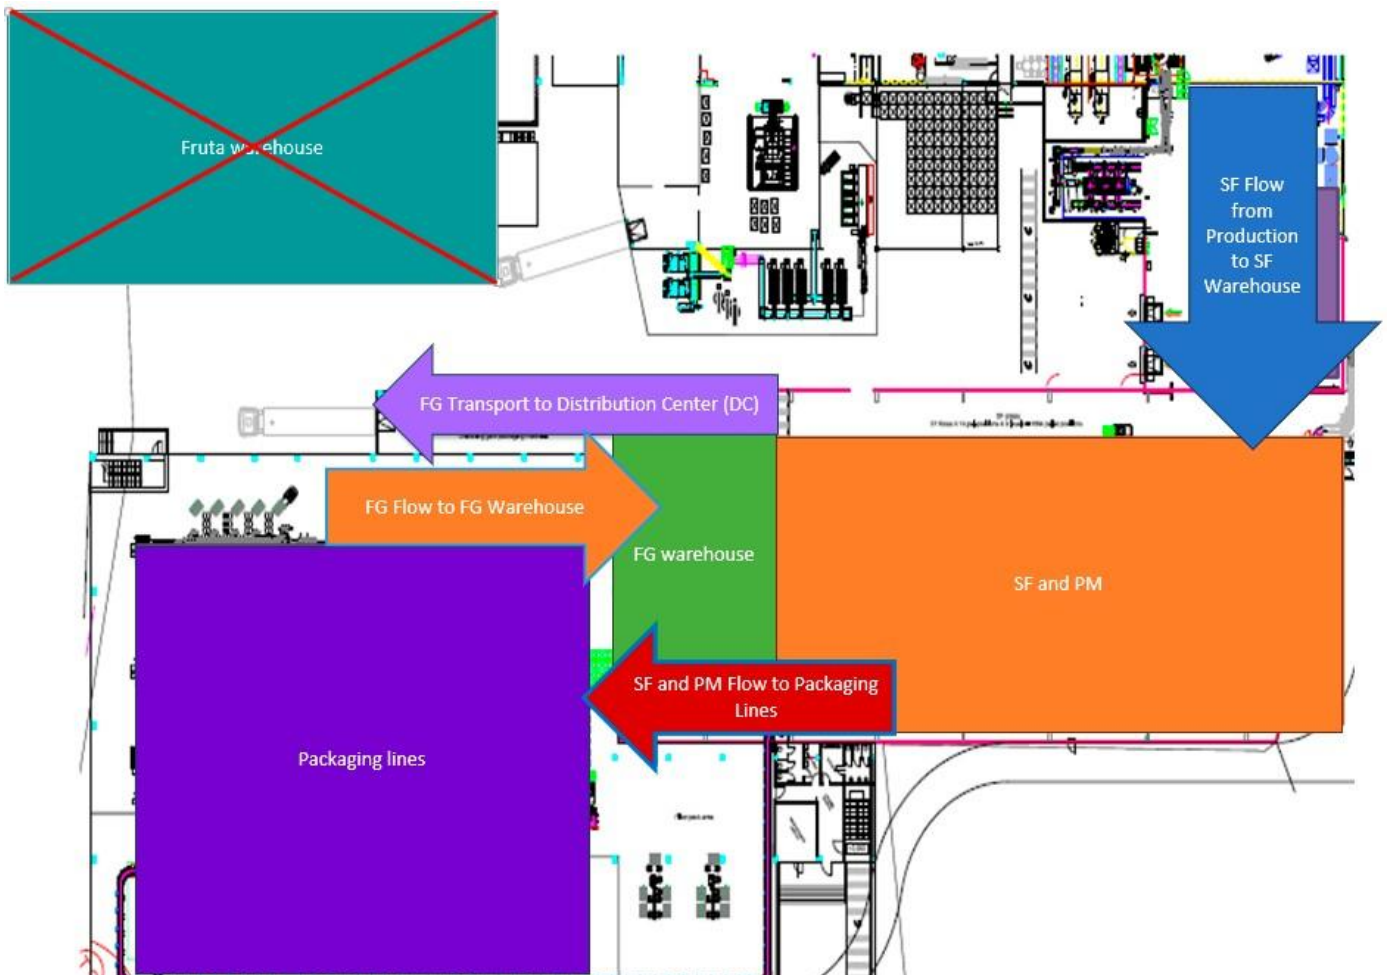 Fruta warehouse
SF Flow
from
Production
to SF
Warehouse
FG Transport to Distribution Center (DC)
FG Flow to FG Warehouse
FG warehouse
SF and PM
SF and PM Flow to Packaging
Lines
Packaging lines